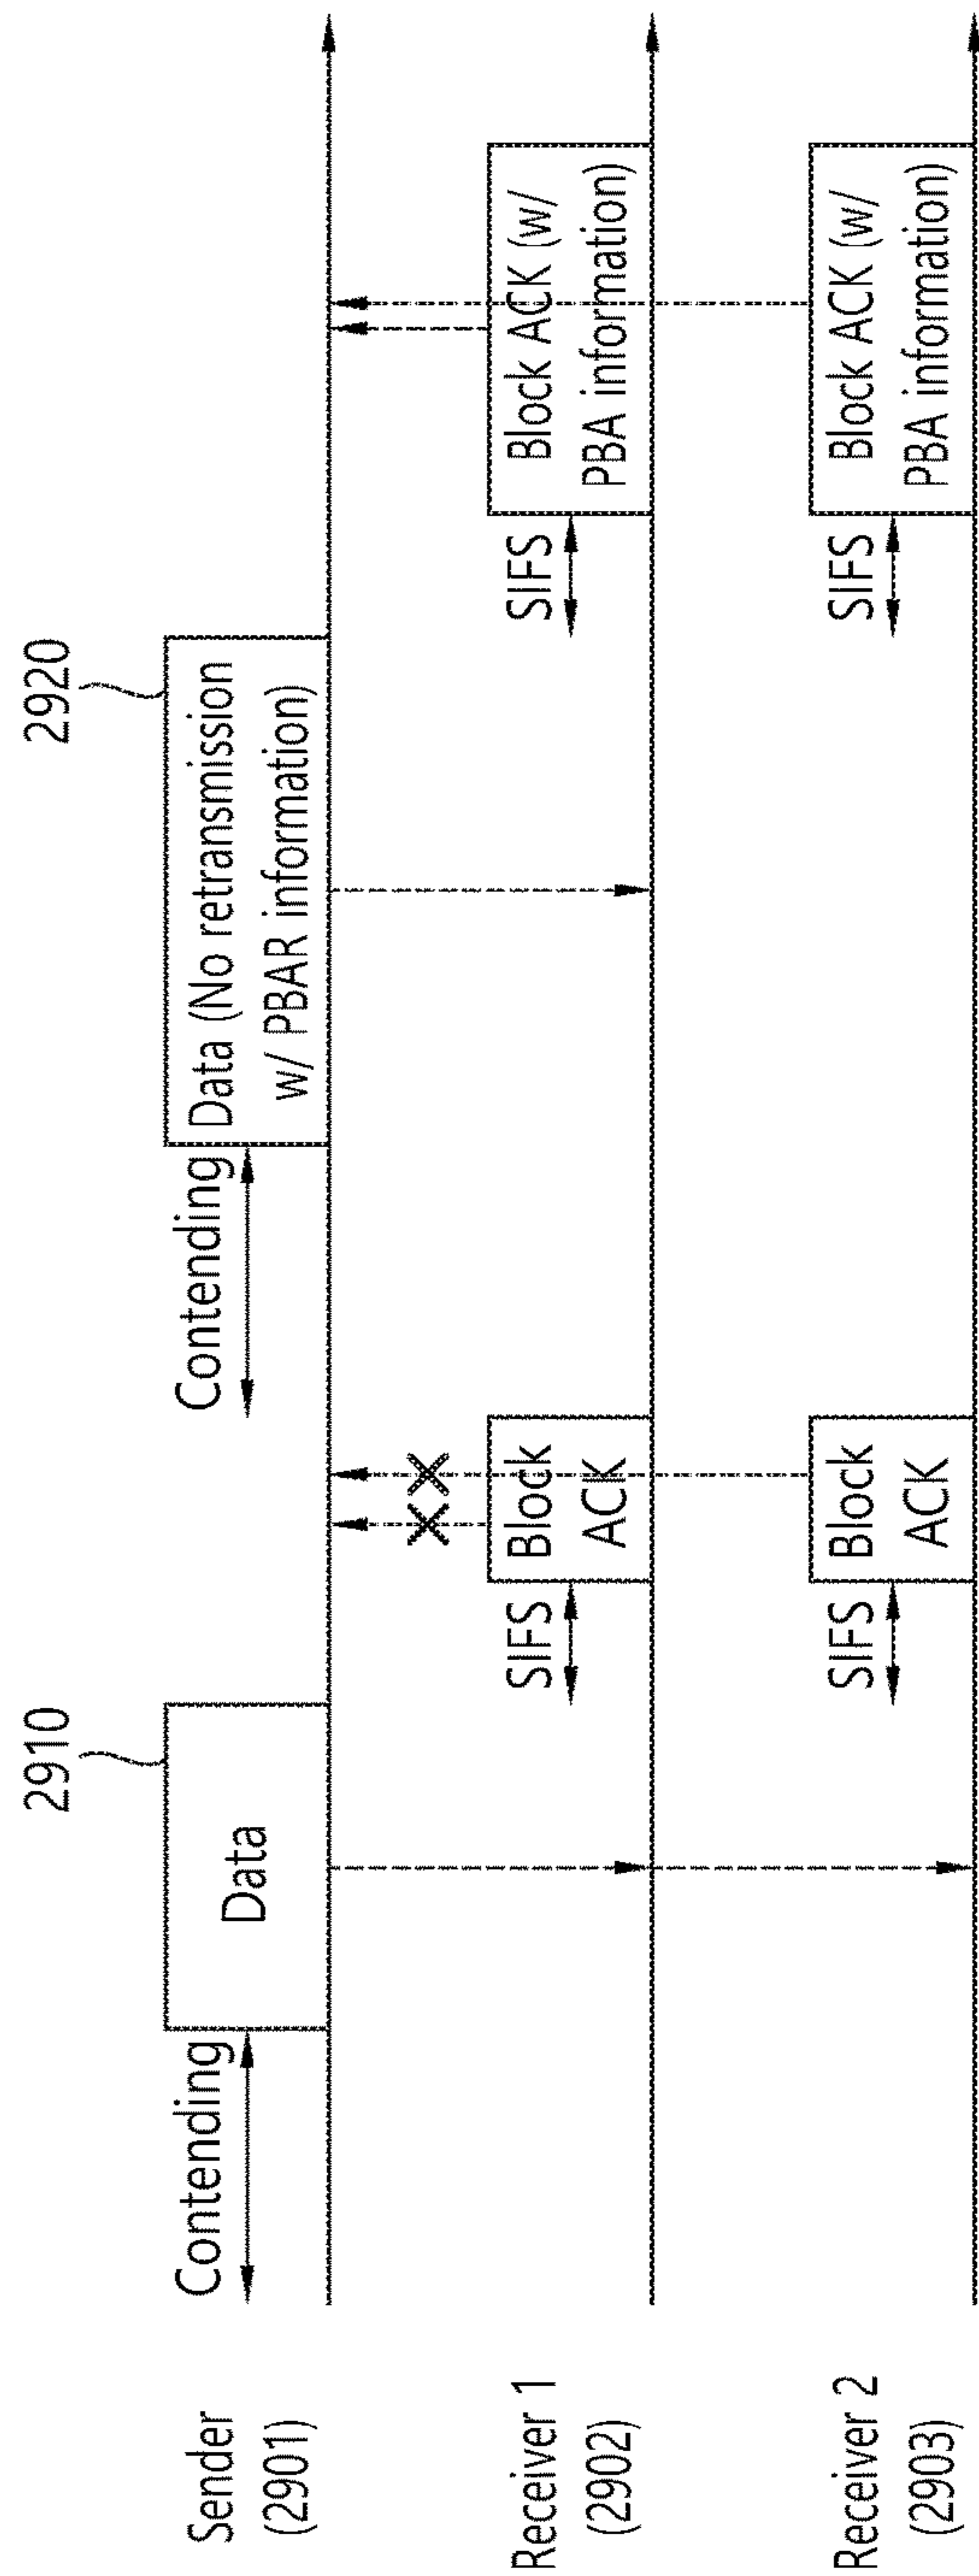 2910
2920
Sender
(2901)
Contending
Data
Contending
Data (No retransmission
w/ PBAR information)
Receiver 1
(2902)
SIFS
Block
ACK
SIFS
Block ACK (w/
PBA information)
Receiver 2
(2903)
SIFS
Block
ACK
SIFS
Block ACK (w/
PBA information)